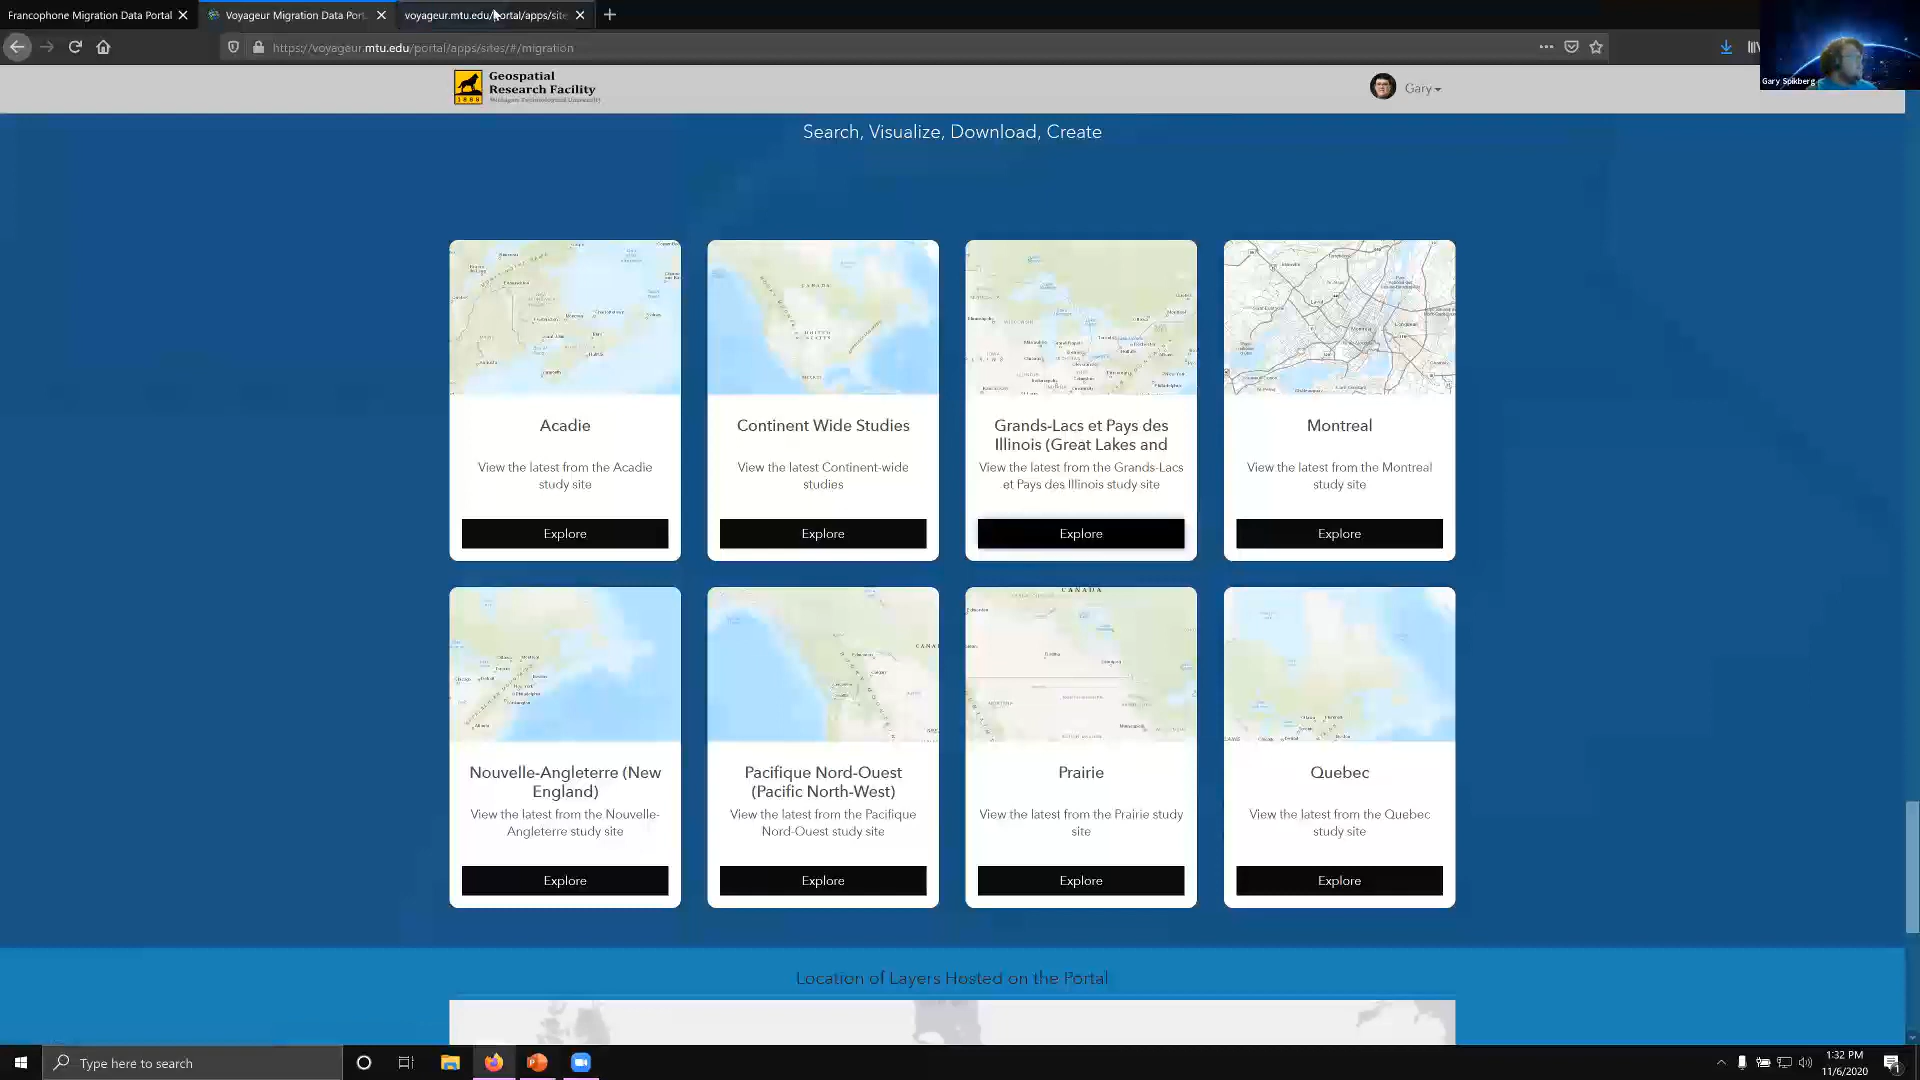 Francophone Migration Data Portal
Voyageur Migration Data Port
voyageur.mtu.edu/portal/apps/site
https://voyageur.mtu.edu/portal/apps/sites/#/migration
Gary Spikberg
Geospatial
Research Facility
Michigan Technological University
1885
Gary
Search, Visualize, Download, Create
Acadie
View the latest from the Acadie
study site
Explore
Continent Wide Studies
View the latest Continent-wide
studies
Explore
Grands-Lacs et Pays des
Illinois (Great Lakes and
View the latest from the Grands-Lacs
et Pays des Illinois study site
Explore
Montreal
View the latest from the Montreal
study site
Explore
Nouvelle-Angleterre (New
England)
View the latest from the Nouvelle-
Angleterre study site
Explore
Pacifique Nord-Ouest
(Pacific North-West)
View the latest from the Pacifique
Nord-Ouest study site
Explore
CANADA
Prairie
View the latest from the Prairie study
site
Explore
Quebec
View the latest from the Quebec
study site
Explore
Location of Layers Hosted on the Portal
Type here to search
1:32 PM
11/6/2020